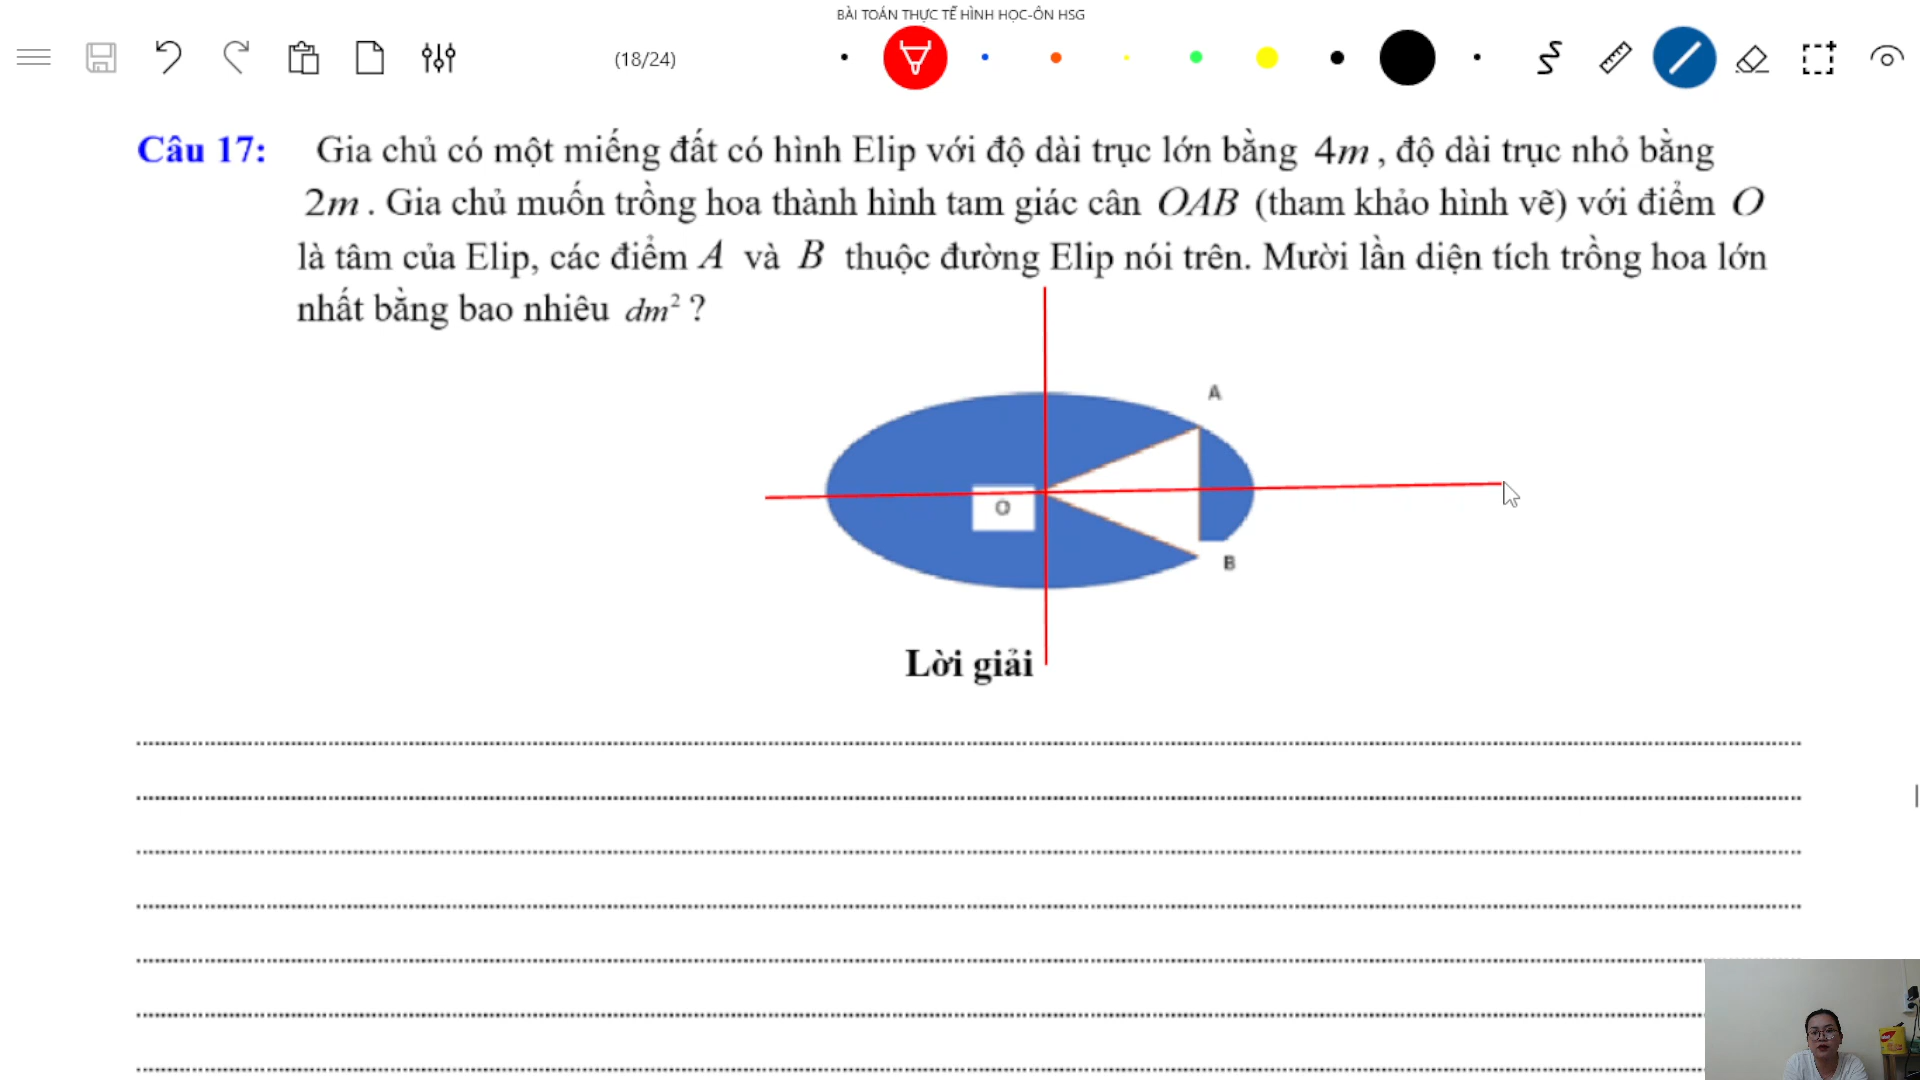 BÀI TOÁN THỰC TẾ HÌNH HỌC-ÔN HSG
(18/24)
Câu 17: Gia chủ có một miếng đất có hình Elip với độ dài trục lớn bằng 4m, độ dài trục nhỏ bằng
2m. Gia chủ muốn trồng hoa thành hình tam giác cân OAB (tham khảo hình vẽ) với điểm O
là tâm của Elip, các điểm A và B thuộc đường Elip nói trên. Mười lần diện tích trồng hoa lớn
nhất bằng bao nhiêu dm² ?
A
O
B
Lời giải